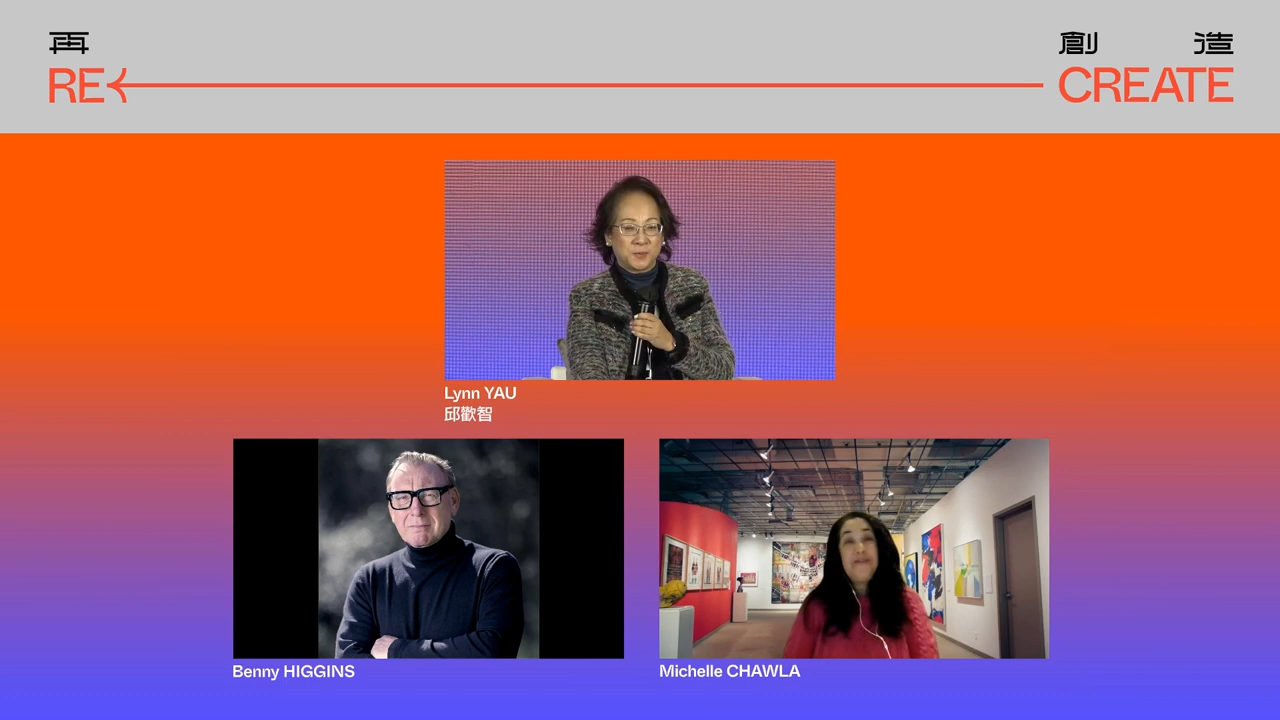 再 創 造
RE CREATE
Lynn YAU
邱歡智
Benny HIGGINS
Michelle CHAWLA